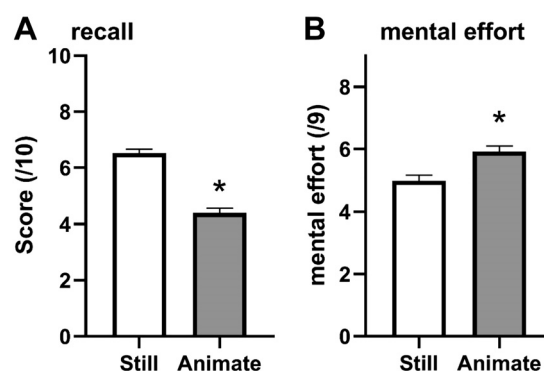 A recall
10
8
6
4
2
0
Score (/10)
*
Still Animate
B mental effort
8
6
4
2
0
mental effort (/9)
*
Still Animate